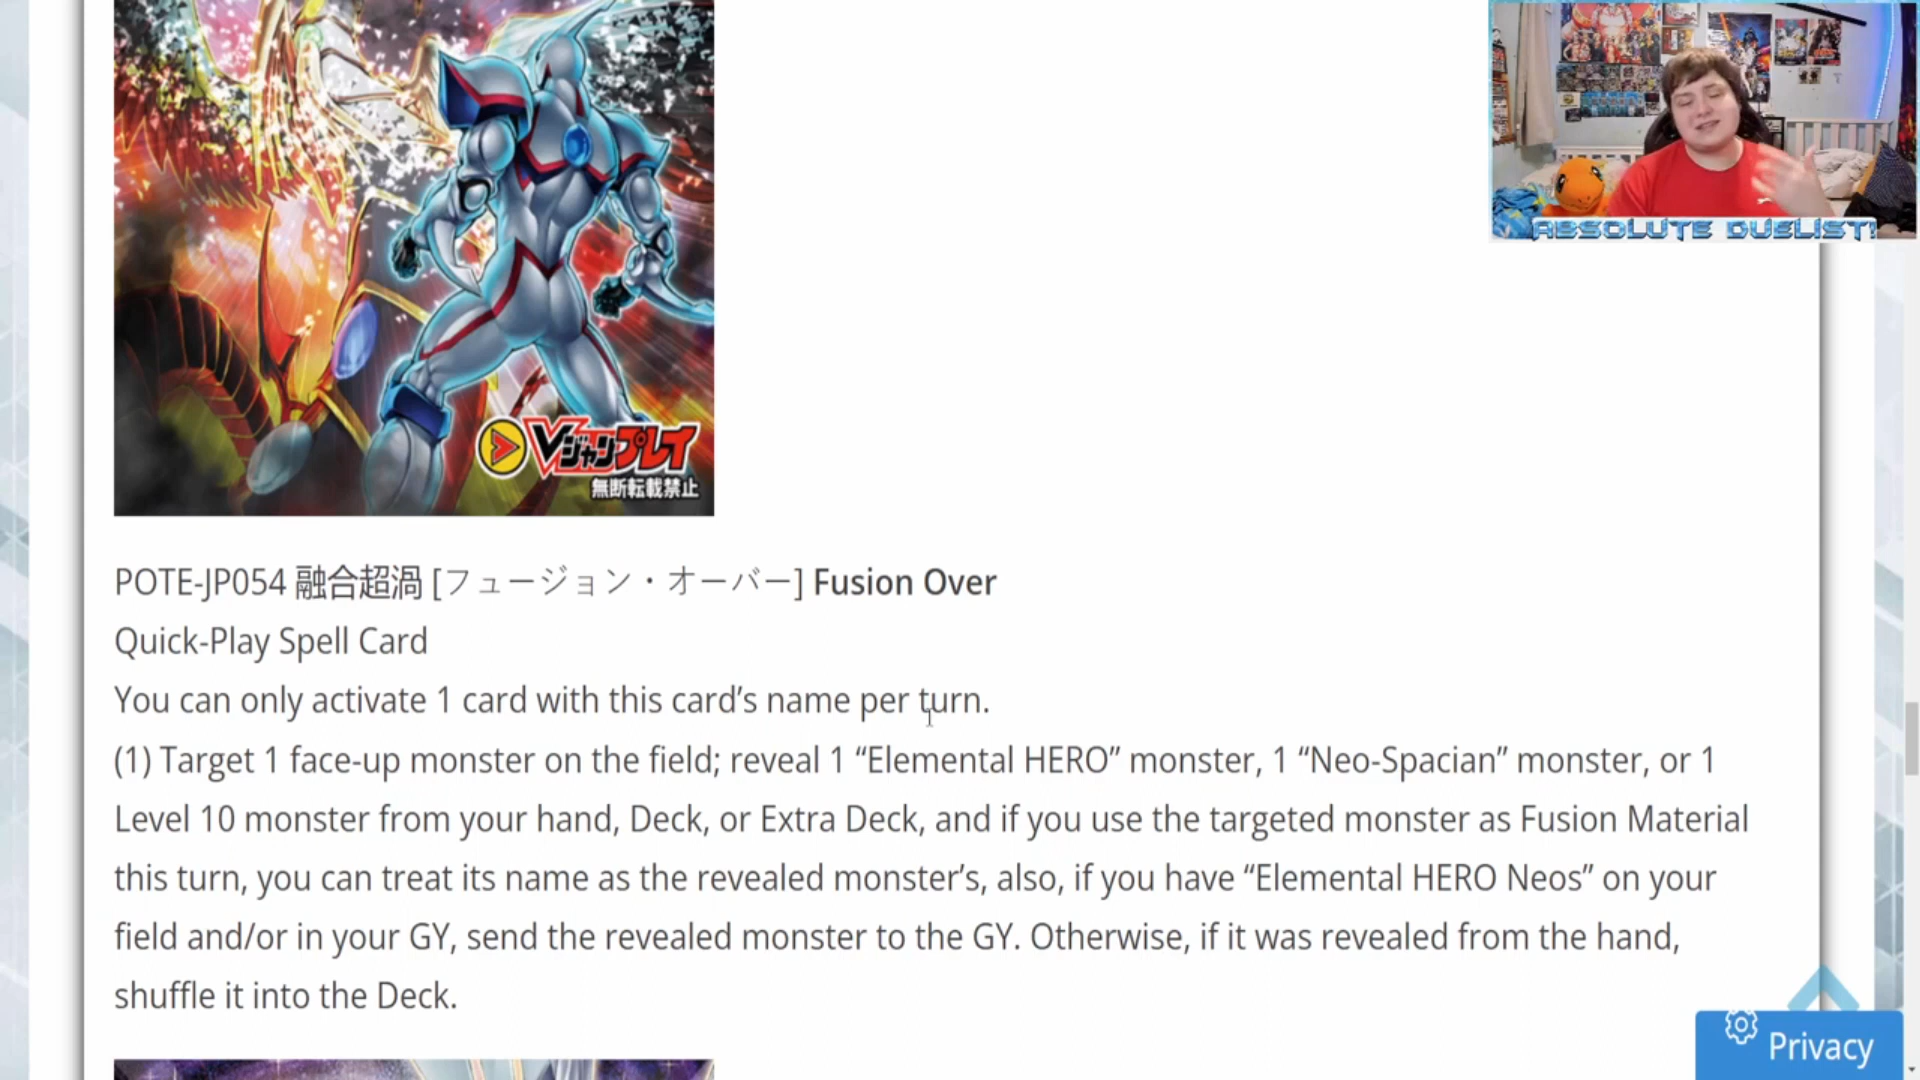 ABSOLUTE DUELIST!
Vジャンプレイ
無断転載禁止
POTE-JP054 融合超渦 [フュージョン・オーバー] Fusion Over
Quick-Play Spell Card
You can only activate 1 card with this card’s name per turn.
(1) Target 1 face-up monster on the field; reveal 1 “Elemental HERO” monster, 1 “Neo-Spacian” monster, or 1
Level 10 monster from your hand, Deck, or Extra Deck, and if you use the targeted monster as Fusion Material
this turn, you can treat its name as the revealed monster’s, also, if you have “Elemental HERO Neos” on your
field and/or in your GY, send the revealed monster to the GY. Otherwise, if it was revealed from the hand,
shuffle it into the Deck.
Privacy